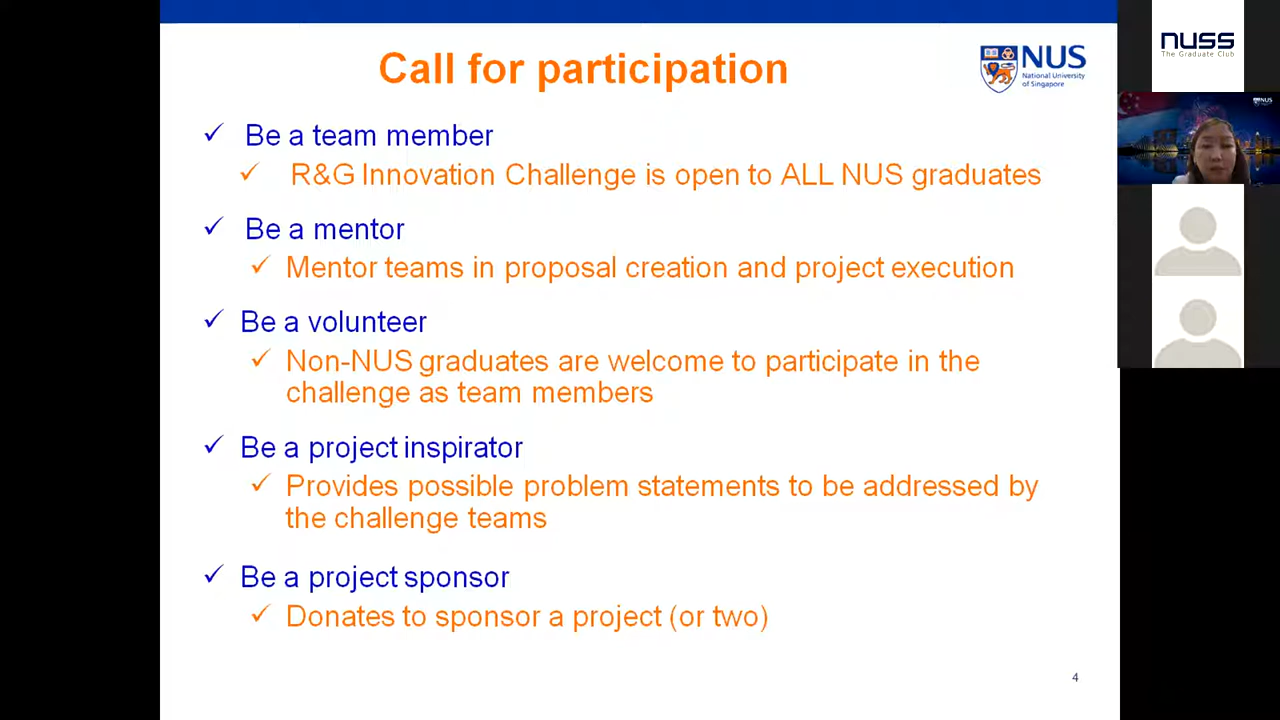 Call for participation
NUS
National University
of Singapore
✓ Be a team member
✓ R&G Innovation Challenge is open to ALL NUS graduates
✓ Be a mentor
✓ Mentor teams in proposal creation and project execution
✓ Be a volunteer
✓ Non-NUS graduates are welcome to participate in the
challenge as team members
✓ Be a project inspirator
✓ Provides possible problem statements to be addressed by
the challenge teams
✓ Be a project sponsor
✓ Donates to sponsor a project (or two)
4
NUSS
The Graduate Club
NUS